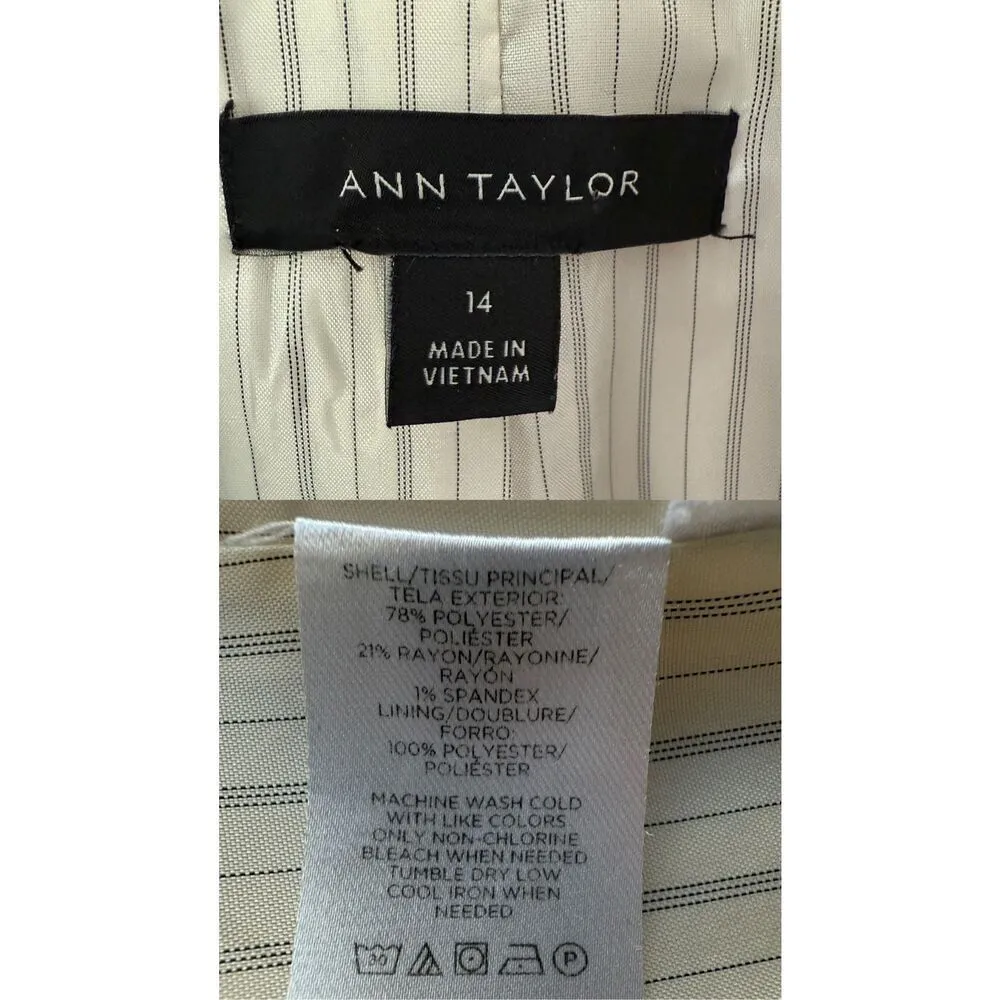 ANN TAYLOR
14
MADE IN
VIETNAM
SHELL/TISSU PRINCIPAL/
TELA EXTERIOR:
78% POLYESTER/
POLIÉSTER
21% RAYON/RAYONNE/
RAYÓN
1% SPANDEX
LINING/DOUBLURE/
FORRO:
100% POLYESTER/
POLIÉSTER
MACHINE WASH COLD
WITH LIKE COLORS
ONLY NON-CHLORINE
BLEACH WHEN NEEDED
TUMBLE DRY LOW
COOL IRON WHEN
NEEDED
30 P